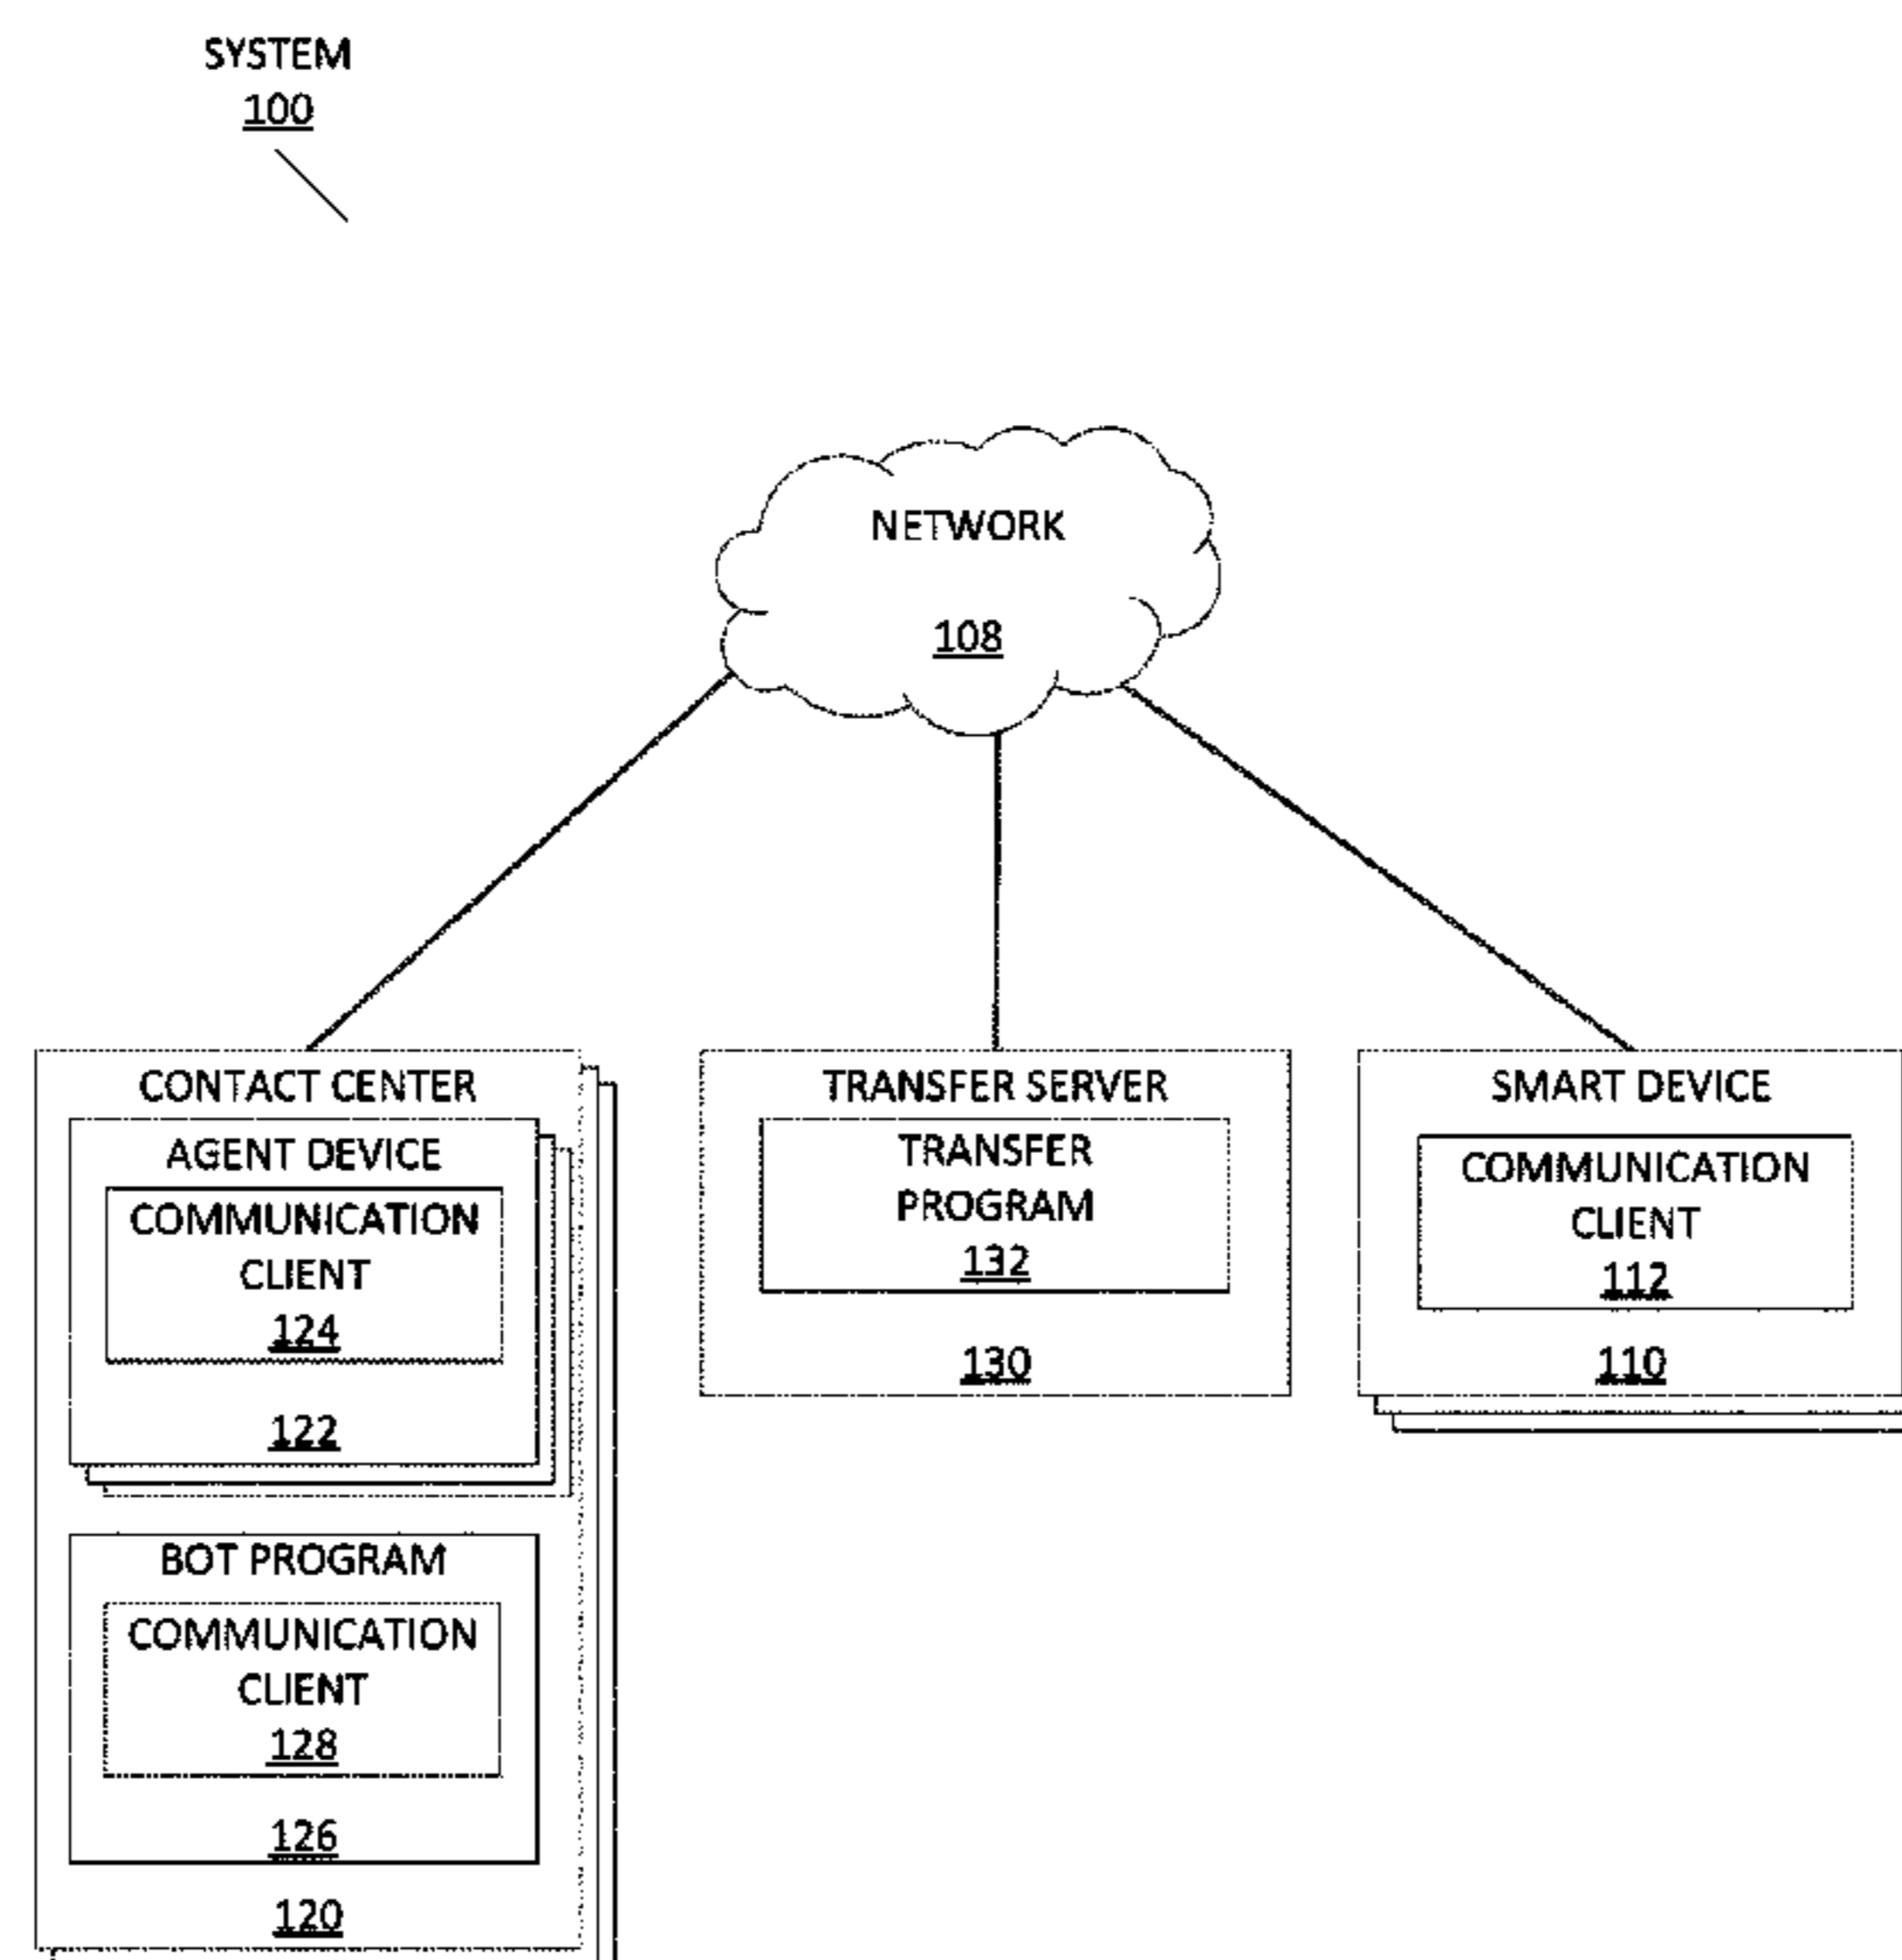 SYSTEM
100
NETWORK
108
CONTACT CENTER
AGENT DEVICE
COMMUNICATION
CLIENT
124
122
BOT PROGRAM
COMMUNICATION
CLIENT
128
126
120
TRANSFER SERVER
TRANSFER
PROGRAM
132
130
SMART DEVICE
COMMUNICATION
CLIENT
112
110